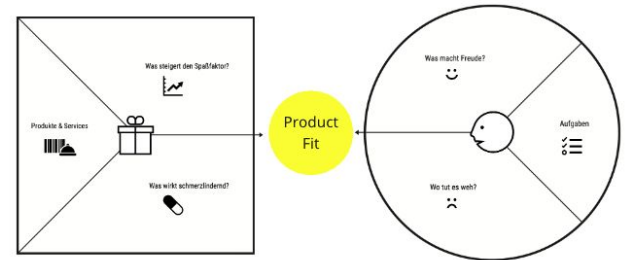 Was steigert den Spaßfaktor?
Produkte & Services
Was wirkt schmerzlindernd?
Product
Fit
Was macht Freude?
Aufgaben
Wo tut es weh?